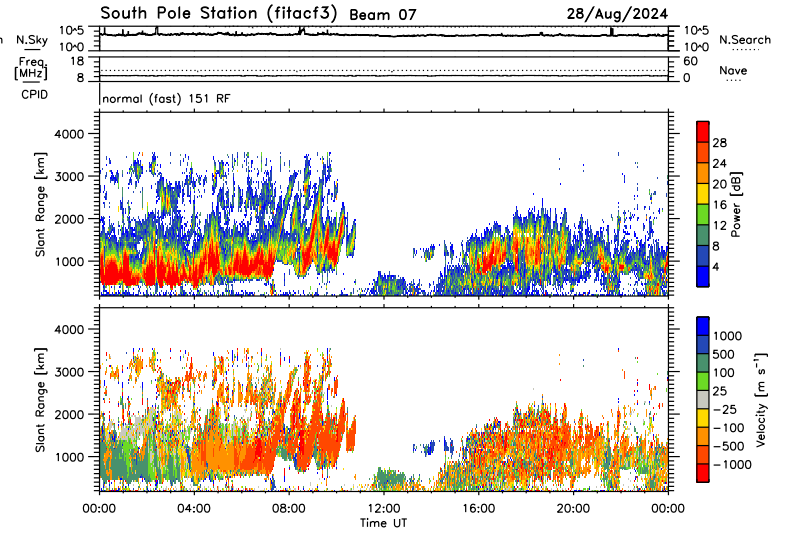 South Pole Station (fitacf3) Beam 07 28/Aug/2024
N.Sky 10^5 10^5 N.Search
10^0 10^0
Freq. 18 60 Nave
[MHz] 8 0
CPID normal (fast) 151 RF
Slant Range [km]
4000
3000
2000
1000
28
24
20
16
12
8
4
Power [dB]
Slant Range [km]
4000
3000
2000
1000
1000
500
100
25
-25
-100
-500
-1000
Velocity [m s⁻¹]
00:00 04:00 08:00 12:00 16:00 20:00 00:00
Time UT